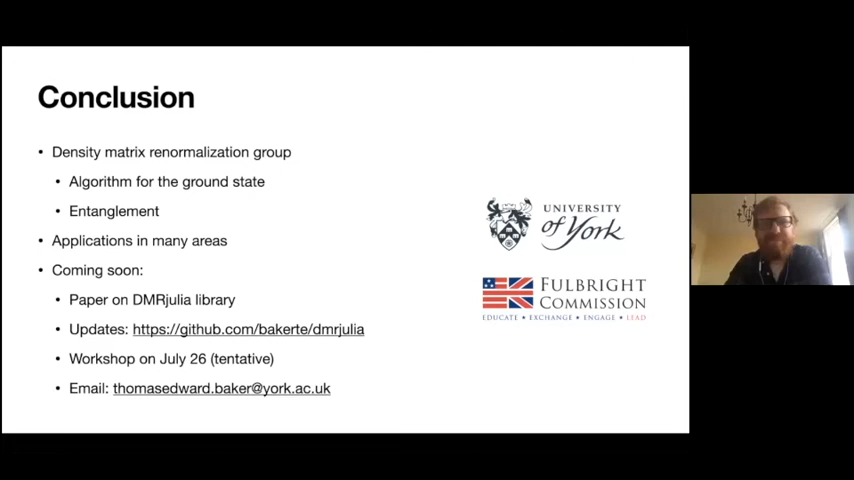 Conclusion
• Density matrix renormalization group
• Algorithm for the ground state
• Entanglement
• Applications in many areas
• Coming soon:
• Paper on DMRjulia library
• Updates: https://github.com/bakerte/dmrjulia
• Workshop on July 26 (tentative)
• Email: thomasedward.baker@york.ac.uk
UNIVERSITY
of York
FULBRIGHT
COMMISSION
EDUCATE ★ EXCHANGE ★ ENGAGE ★ LEAD